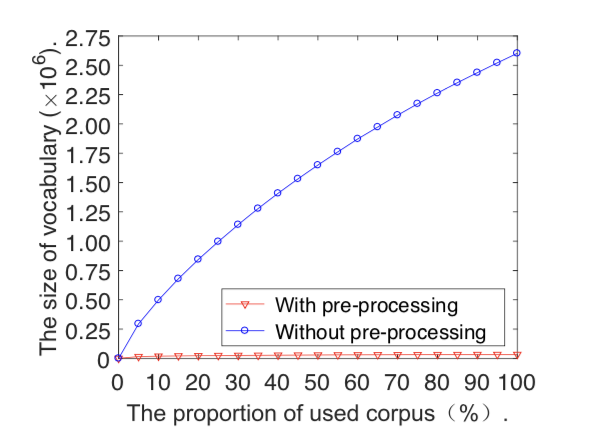 The size of vocabulary (×10⁶).
2.75
2.50
2.25
2.00
1.75
1.50
1.25
1.00
0.75
0.50
0.25
0
With pre-processing
Without pre-processing
0 10 20 30 40 50 60 70 80 90 100
The proportion of used corpus（%）.